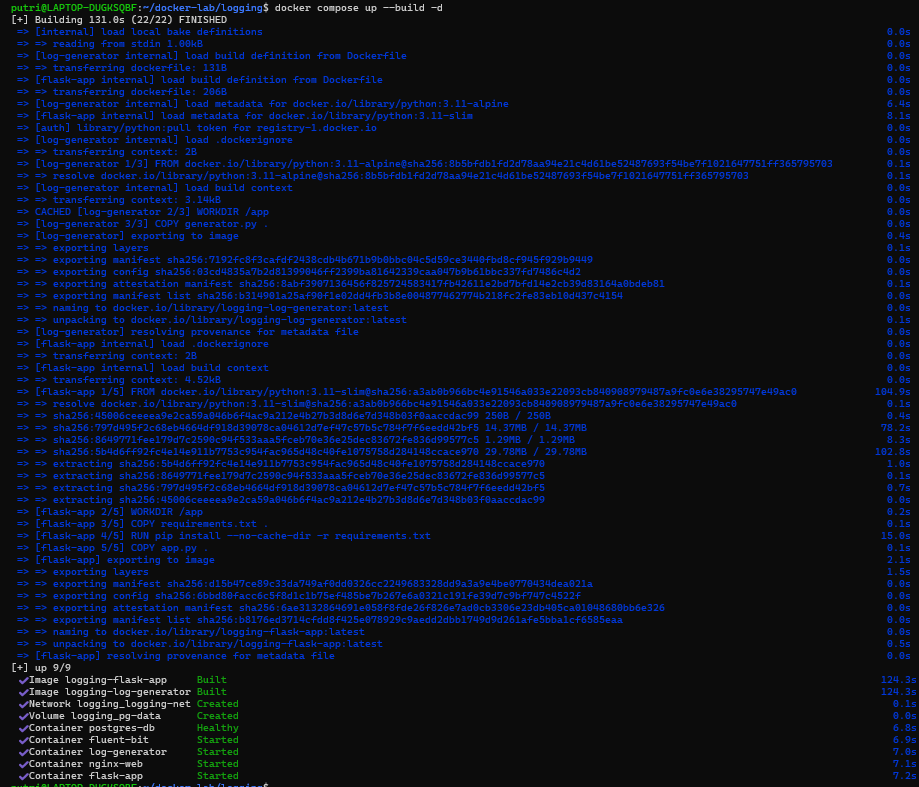 putri@LAPTOP-DUGKSQBF:~/docker-lab/logging$ docker compose up --build -d
[+] Building 131.0s (22/22) FINISHED
=> [internal] load local bake definitions 0.0s
=> => reading from stdin 1.00kB 0.0s
=> [log-generator internal] load build definition from Dockerfile 0.0s
=> => transferring dockerfile: 131B 0.0s
=> [flask-app internal] load build definition from Dockerfile 0.0s
=> => transferring dockerfile: 206B 0.0s
=> [log-generator internal] load metadata for docker.io/library/python:3.11-alpine 6.4s
=> [flask-app internal] load metadata for docker.io/library/python:3.11-slim 8.1s
=> [auth] library/python:pull token for registry-1.docker.io 0.0s
=> [log-generator internal] load .dockerignore 0.0s
=> => transferring context: 2B 0.0s
=> [log-generator 1/3] FROM docker.io/library/python:3.11-alpine@sha256:8b5bfdb1fd2d78aa94e21c4d61be52487693f54be7f1021647751ff365795703 0.1s
=> => resolve docker.io/library/python:3.11-alpine@sha256:8b5bfdb1fd2d78aa94e21c4d61be52487693f54be7f1021647751ff365795703 0.1s
=> [log-generator internal] load build context 0.0s
=> => transferring context: 3.14kB 0.0s
=> CACHED [log-generator 2/3] WORKDIR /app 0.0s
=> [log-generator 3/3] COPY generator.py . 0.0s
=> [log-generator] exporting to image 0.4s
=> => exporting layers 0.1s
=> => exporting manifest sha256:7192fc8f3cafdf2438cdb4b671b9b0bbc04c5d59ce3440fbd8cf945f929b9449 0.0s
=> => exporting config sha256:03cd4835a7b2d81399046ff2399ba81642339caa047b9b61bbc337fd7486c4d2 0.0s
=> => exporting attestation manifest sha256:8abf3907136456f825724583417fb42611e2bd7bfd14e2cb39d83164a0bdeb81 0.1s
=> => exporting manifest list sha256:b314901a25af90f1e02dd4fb3b8e004877462774b218fc2fe83eb10d437c4154 0.0s
=> => naming to docker.io/library/logging-log-generator:latest 0.0s
=> => unpacking to docker.io/library/logging-log-generator:latest 0.1s
=> [log-generator] resolving provenance for metadata file 0.0s
=> [flask-app internal] load .dockerignore 0.0s
=> => transferring context: 2B 0.0s
=> [flask-app internal] load build context 0.0s
=> => transferring context: 4.52kB 0.0s
=> [flask-app 1/5] FROM docker.io/library/python:3.11-slim@sha256:a3ab0b966bc4e91546a033e22093cb840908979487a9fc0e6e38295747e49ac0 104.9s
=> => resolve docker.io/library/python:3.11-slim@sha256:a3ab0b966bc4e91546a033e22093cb840908979487a9fc0e6e38295747e49ac0 0.1s
=> => sha256:45006ceeeea9e2ca59a046b6f4ac9a212e4b27b3d8d6e7d348b03f0aaccdac99 250B / 250B 0.4s
=> => sha256:797d495f2c68eb4664df918d39078ca04612d7ef47c57b5c784f7f6eedd42bf5 14.37MB / 14.37MB 78.2s
=> => sha256:8649771fee179d7c2590c94f533aaa5fceb70e36e25dec83672fe836d99577c5 1.29MB / 1.29MB 8.3s
=> => sha256:5b4d6ff92fc4e14e911b7753c954fac965d48c40fe1075758d284148ccace970 29.78MB / 29.78MB 102.8s
=> => extracting sha256:5b4d6ff92fc4e14e911b7753c954fac965d48c40fe1075758d284148ccace970 1.0s
=> => extracting sha256:8649771fee179d7c2590c94f533aaa5fceb70e36e25dec83672fe836d99577c5 0.1s
=> => extracting sha256:797d495f2c68eb4664df918d39078ca04612d7ef47c57b5c784f7f6eedd42bf5 0.7s
=> => extracting sha256:45006ceeeea9e2ca59a046b6f4ac9a212e4b27b3d8d6e7d348b03f0aaccdac99 0.0s
=> [flask-app 2/5] WORKDIR /app 0.2s
=> [flask-app 3/5] COPY requirements.txt . 0.1s
=> [flask-app 4/5] RUN pip install --no-cache-dir -r requirements.txt 15.0s
=> [flask-app 5/5] COPY app.py . 0.1s
=> [flask-app] exporting to image 2.1s
=> => exporting layers 1.5s
=> => exporting manifest sha256:d15b47ce89c33da749af0dd0326cc2249683328dd9a3a9e4be0770434dea021a 0.0s
=> => exporting config sha256:6bbd80facc6c5f8d1c1b75ef485be7b267e6a0321c191fe39d7c9bf747c4522f 0.0s
=> => exporting attestation manifest sha256:6ae3132864691e058f8fde26f826e7ad0cb3306e23db405ca01048680bb6e326 0.0s
=> => exporting manifest list sha256:b8176ed3714cfdd8f425e078929c9aedd2dbb1749d9d261afe5bba1cf6585eaa 0.0s
=> => naming to docker.io/library/logging-flask-app:latest 0.0s
=> => unpacking to docker.io/library/logging-flask-app:latest 0.5s
=> [flask-app] resolving provenance for metadata file 0.0s
[+] up 9/9
✓Image logging-flask-app Built 124.3s
✓Image logging-log-generator Built 124.3s
✓Network logging_logging-net Created 0.1s
✓Volume logging_pg-data Created 0.0s
✓Container postgres-db Healthy 6.8s
✓Container fluent-bit Started 6.9s
✓Container log-generator Started 7.0s
✓Container nginx-web Started 7.1s
✓Container flask-app Started 7.2s
putri@LAPTOP-DUGKSQBF:~/docker-lab/logging$